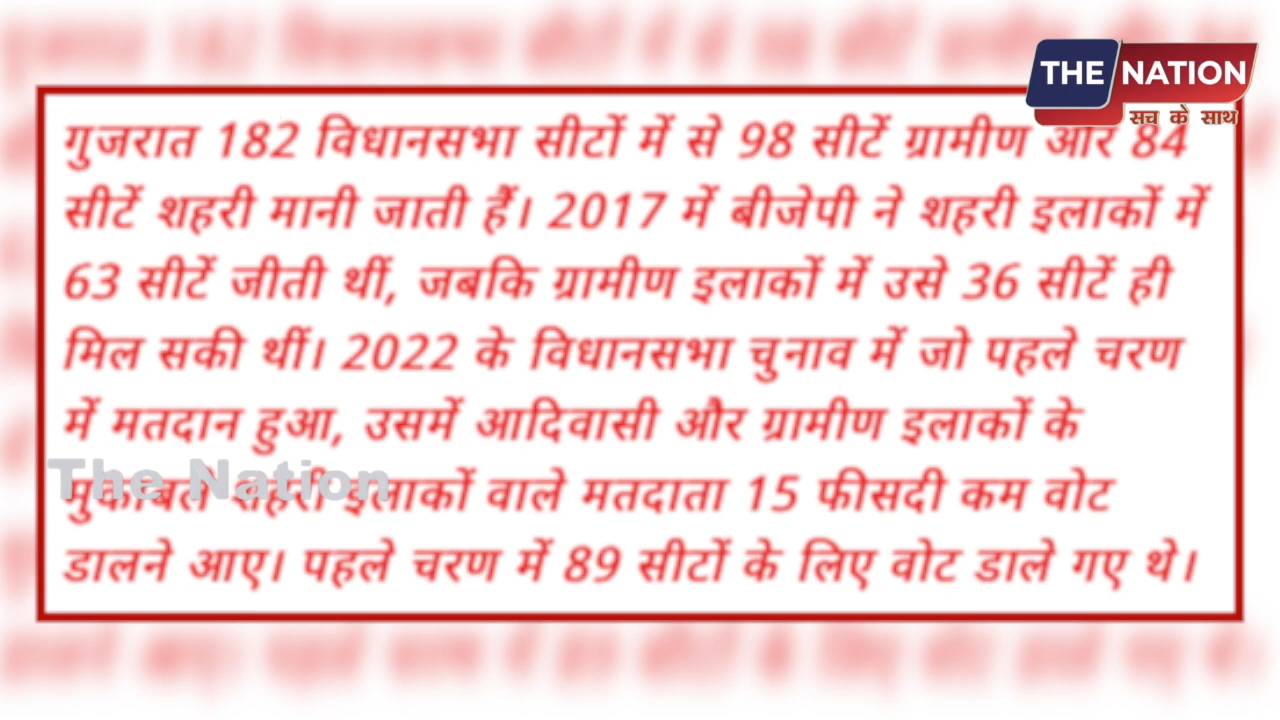 THE NATION
सच के साथ
गुजरात 182 विधानसभा सीटों में से 98 सीटें ग्रामीण और 84
सीटें शहरी मानी जाती हैं। 2017 में बीजेपी ने शहरी इलाकों में
63 सीटें जीती थीं, जबकि ग्रामीण इलाकों में उसे 36 सीटें ही
मिल सकी थीं। 2022 के विधानसभा चुनाव में जो पहले चरण
में मतदान हुआ, उसमें आदिवासी और ग्रामीण इलाकों के
The Nation
मुकाबले शहरी इलाकों वाले मतदाता 15 फीसदी कम वोट
डालने आए। पहले चरण में 89 सीटों के लिए वोट डाले गए थे।